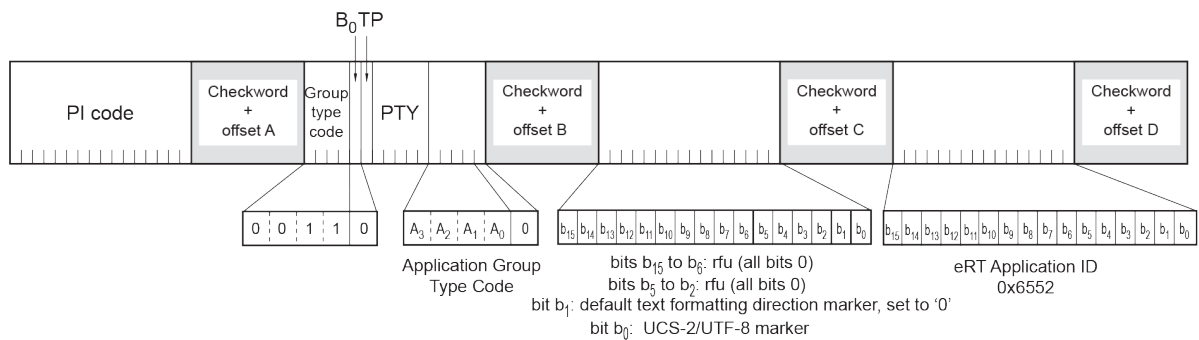 B₀TP
PI code
Checkword
+
offset A
Group
type
code
PTY
Checkword
+
offset B
Checkword
+
offset C
Checkword
+
offset D
0 0 1 1 0
A₃ A₂ A₁ A₀ 0
b₁₅ b₁₄ b₁₃ b₁₂ b₁₁ b₁₀ b₉ b₈ b₇ b₆ b₅ b₄ b₃ b₂ b₁ b₀
b₁₅ b₁₄ b₁₃ b₁₂ b₁₁ b₁₀ b₉ b₈ b₇ b₆ b₅ b₄ b₃ b₂ b₁ b₀
Application Group
Type Code
bits b₁₅ to b₆: rfu (all bits 0)
bits b₅ to b₂: rfu (all bits 0)
bit b₁: default text formatting direction marker, set to ‘0’
bit b₀: UCS-2/UTF-8 marker
eRT Application ID
0x6552